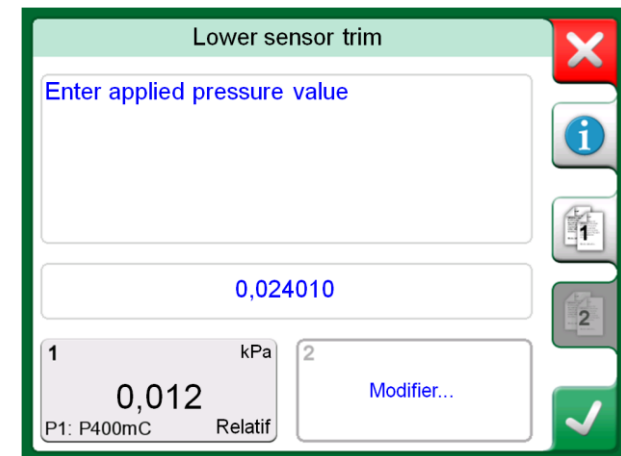 Lower sensor trim
Enter applied pressure value
0,024010
1 kPa
0,012
P1: P400mC Relatif
2
Modifier...
i
1
2